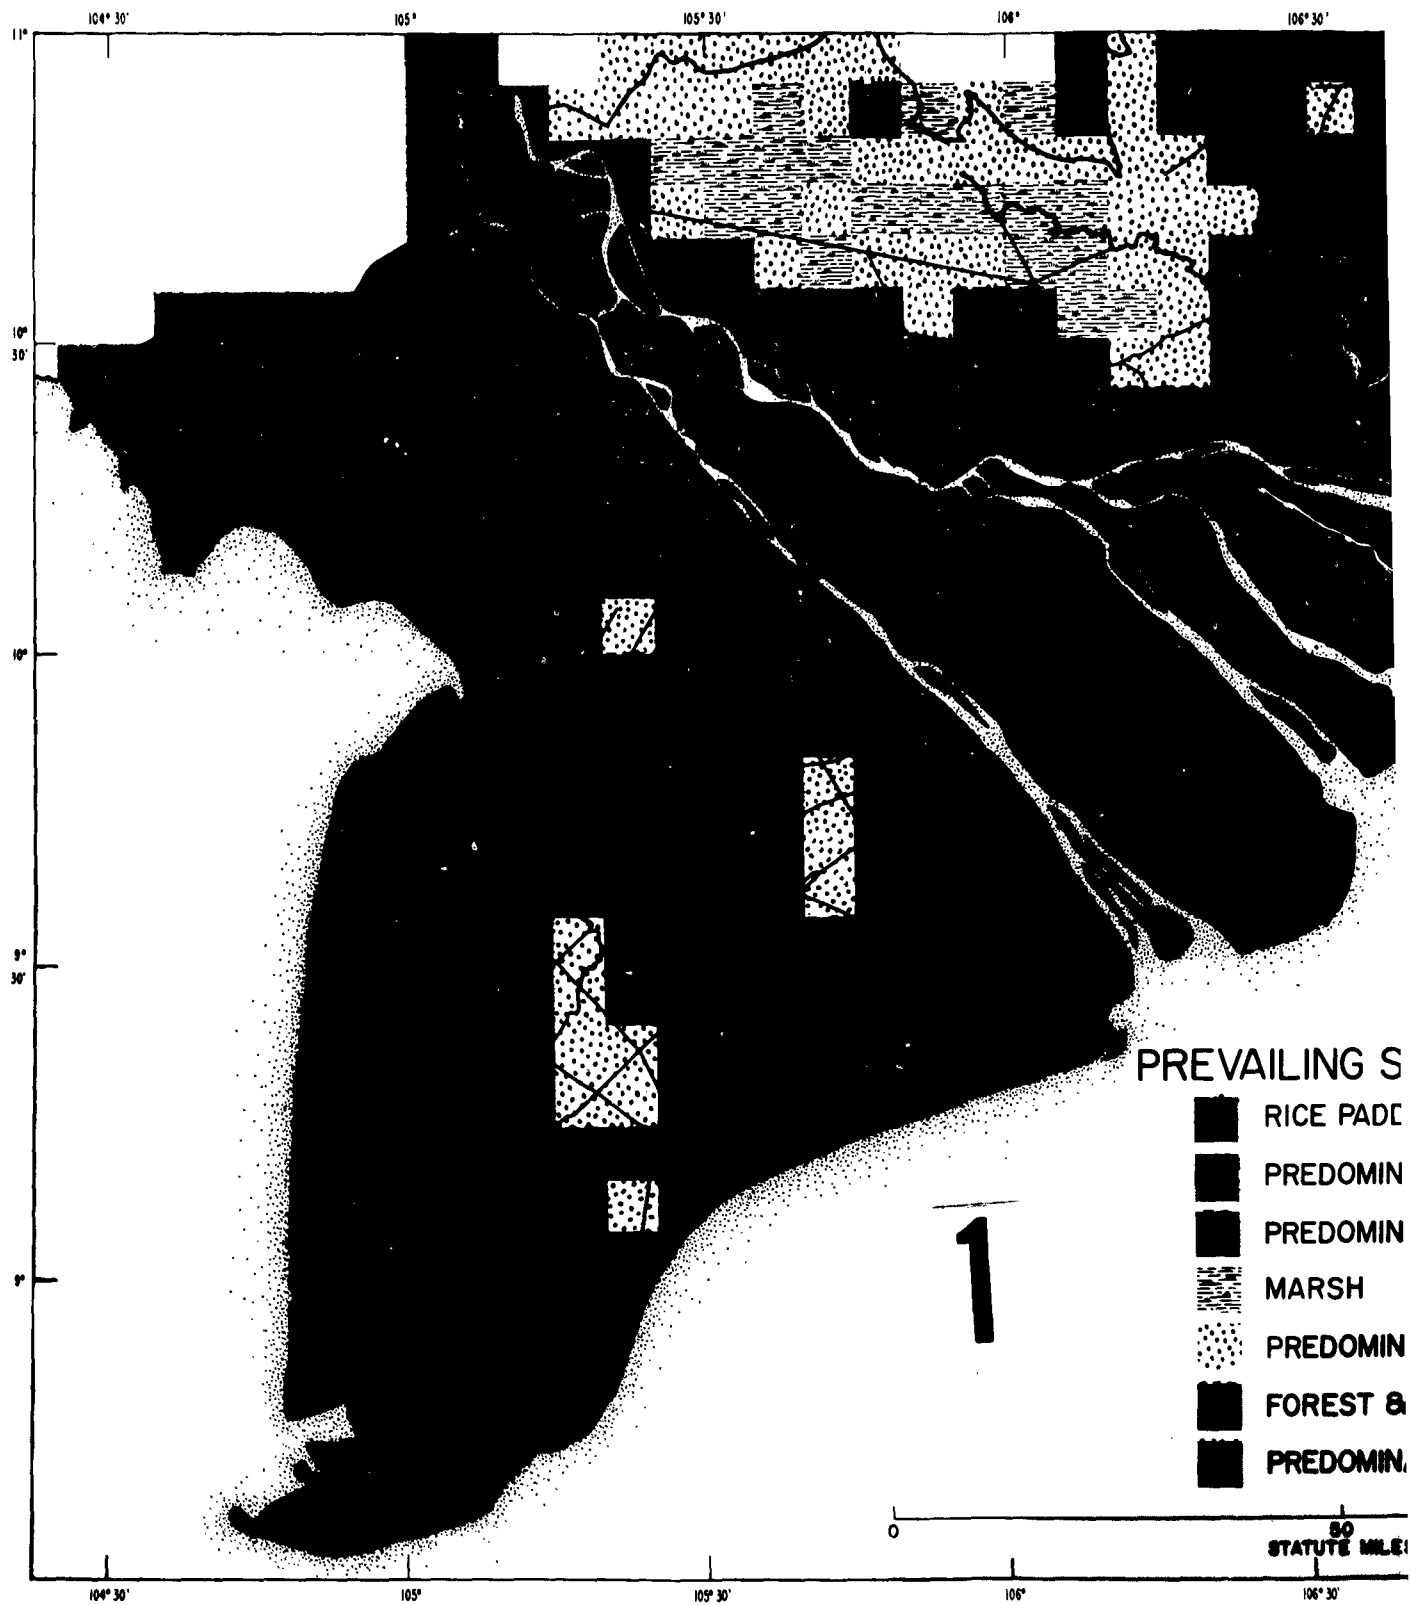 104° 30' 105° 105° 30' 106° 106° 30'
11°
10°
30'
10°
9°
30'
9°
PREVAILING S
RICE PADD
PREDOMIN
PREDOMIN
MARSH
PREDOMIN
FOREST &
PREDOMINA
1
0 50
STATUTE MILES
104° 30' 105° 105° 30' 106° 106° 30'